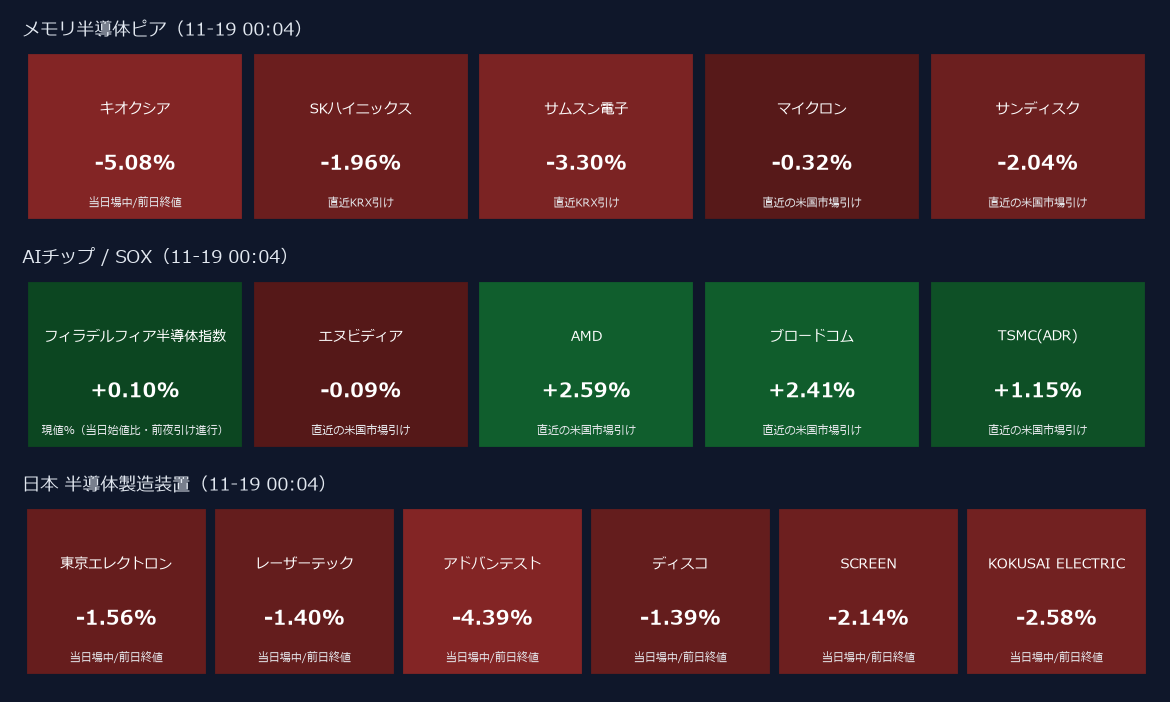 メモリ半導体ピア（11-19 00:04）
キオクシア
-5.08%
当日場中/前日終値
SKハイニックス
-1.96%
直近KRX引け
サムスン電子
-3.30%
直近KRX引け
マイクロン
-0.32%
直近の米国市場引け
サンディスク
-2.04%
直近の米国市場引け
AIチップ / SOX（11-19 00:04）
フィラデルフィア半導体指数
+0.10%
現値%（当日始値比・前夜引け進行）
エヌビディア
-0.09%
直近の米国市場引け
AMD
+2.59%
直近の米国市場引け
ブロードコム
+2.41%
直近の米国市場引け
TSMC(ADR)
+1.15%
直近の米国市場引け
日本 半導体製造装置（11-19 00:04）
東京エレクトロン
-1.56%
当日場中/前日終値
レーザーテック
-1.40%
当日場中/前日終値
アドバンテスト
-4.39%
当日場中/前日終値
ディスコ
-1.39%
当日場中/前日終値
SCREEN
-2.14%
当日場中/前日終値
KOKUSAI ELECTRIC
-2.58%
当日場中/前日終値